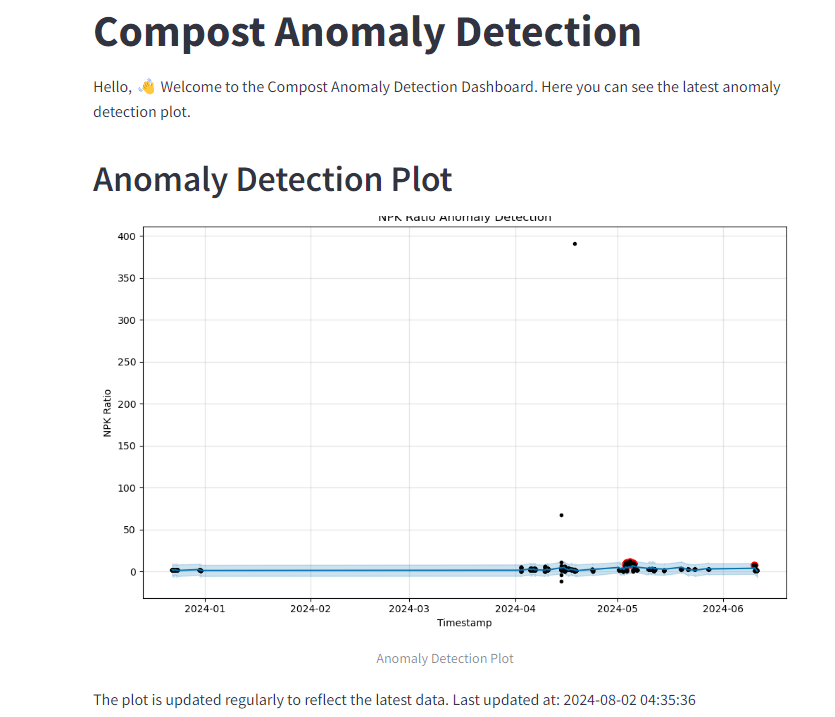 Compost Anomaly Detection
Hello, 👋 Welcome to the Compost Anomaly Detection Dashboard. Here you can see the latest anomaly
detection plot.
Anomaly Detection Plot
NPK Ratio Anomaly Detection
400
350
300
250
200
150
100
50
0
NPK Ratio
2024-01
2024-02
2024-03
2024-04
2024-05
2024-06
Timestamp
Anomaly Detection Plot
The plot is updated regularly to reflect the latest data. Last updated at: 2024-08-02 04:35:36